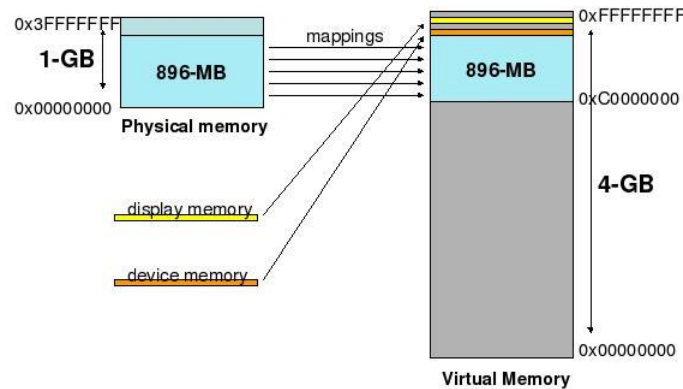 0x3FFFFFFF
1-GB
896-MB
0x00000000
Physical memory
mappings
0xFFFFFFFF
896-MB
0xC0000000
4-GB
display memory
device memory
0x00000000
Virtual Memory